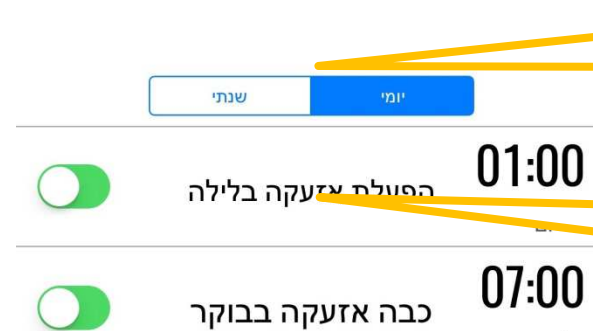 יומי שנתי
01:00
הפעלת אזעקה בלילה
07:00
כבה אזעקה בבוקר